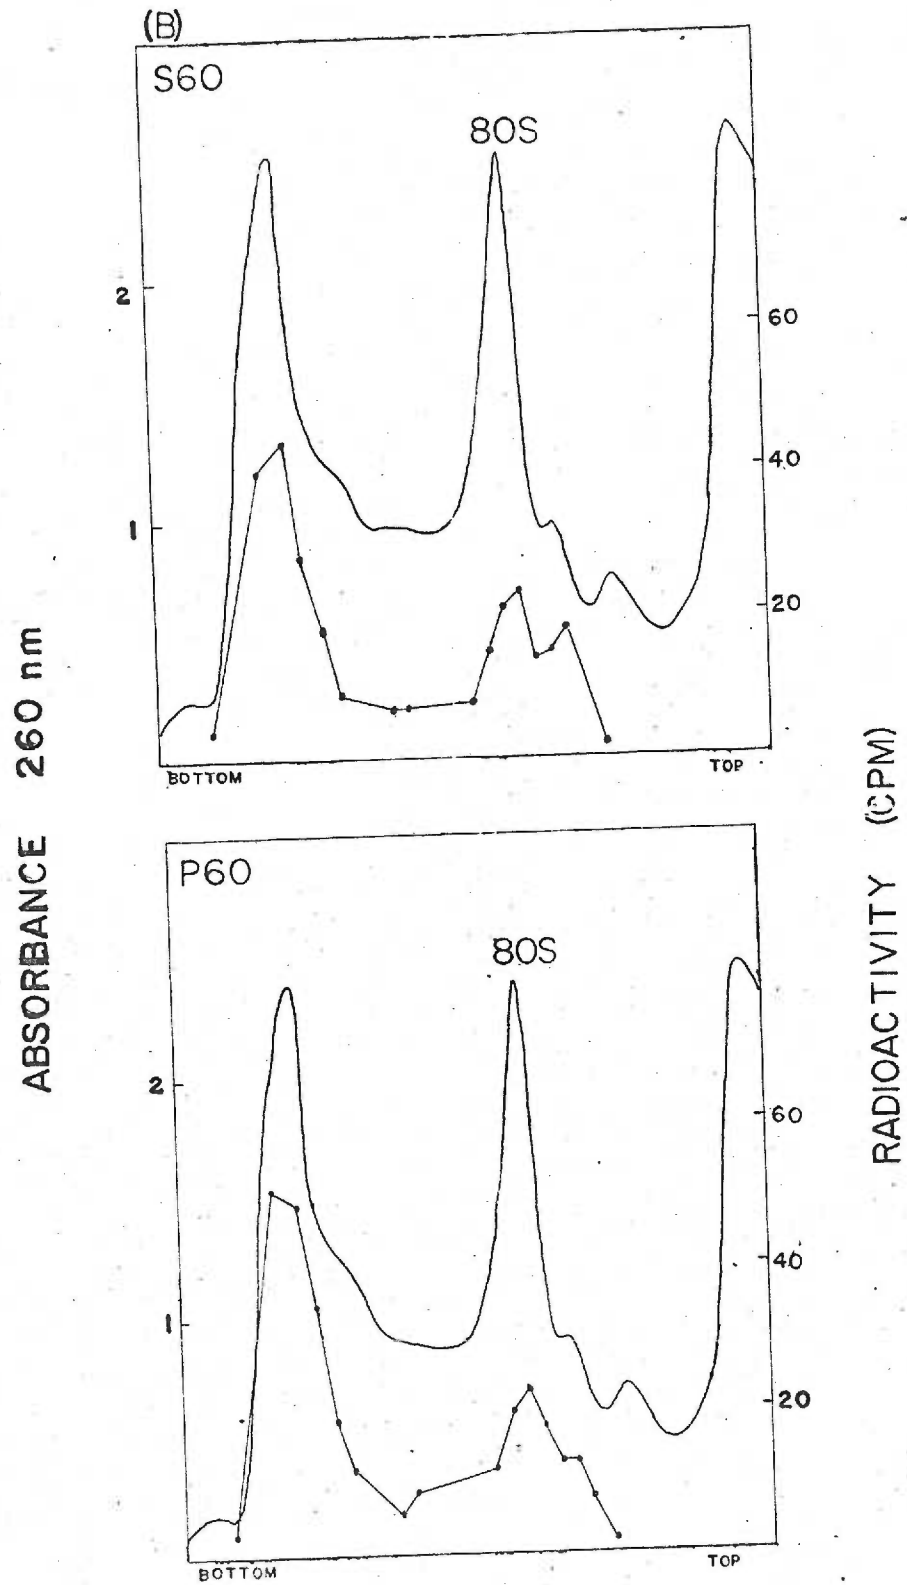 (B)
S60
80S
2
1
60
40
20
BOTTOM
TOP
ABSORBANCE 260 nm
RADIOACTIVITY (CPM)
P60
80S
2
1
60
40
20
BOTTOM
TOP